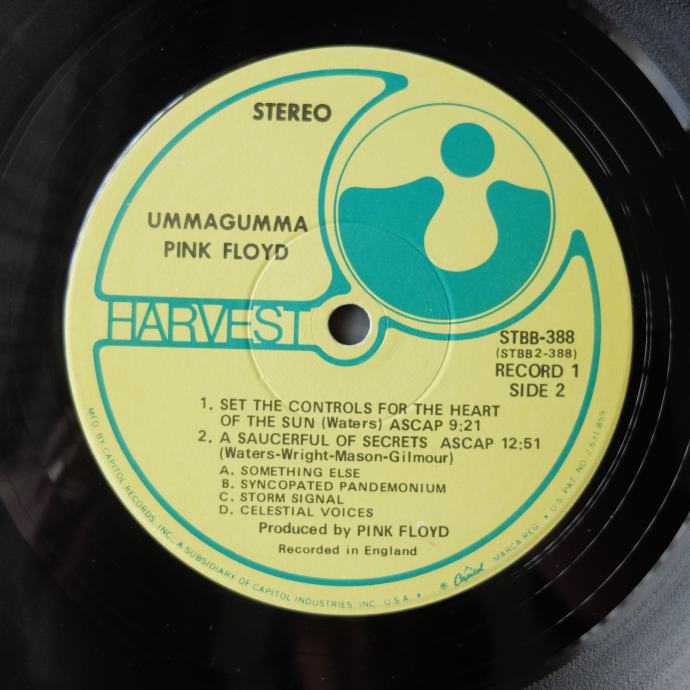 STEREO
UMMAGUMMA
PINK FLOYD
HARVEST
STBB-388
(STBB2-388)
RECORD 1
SIDE 2
1. SET THE CONTROLS FOR THE HEART
OF THE SUN (Waters) ASCAP 9:21
2. A SAUCERFUL OF SECRETS ASCAP 12:51
(Waters-Wright-Mason-Gilmour)
A. SOMETHING ELSE
B. SYNCOPATED PANDEMONIUM
C. STORM SIGNAL
D. CELESTIAL VOICES
Produced by PINK FLOYD
Recorded in England
MFD. BY CAPITOL RECORDS, INC., A SUBSIDIARY OF CAPITOL INDUSTRIES, INC., U.S.A. • ® Capitol MARCA REG. • U.S. PAT. NO. 2,631,859